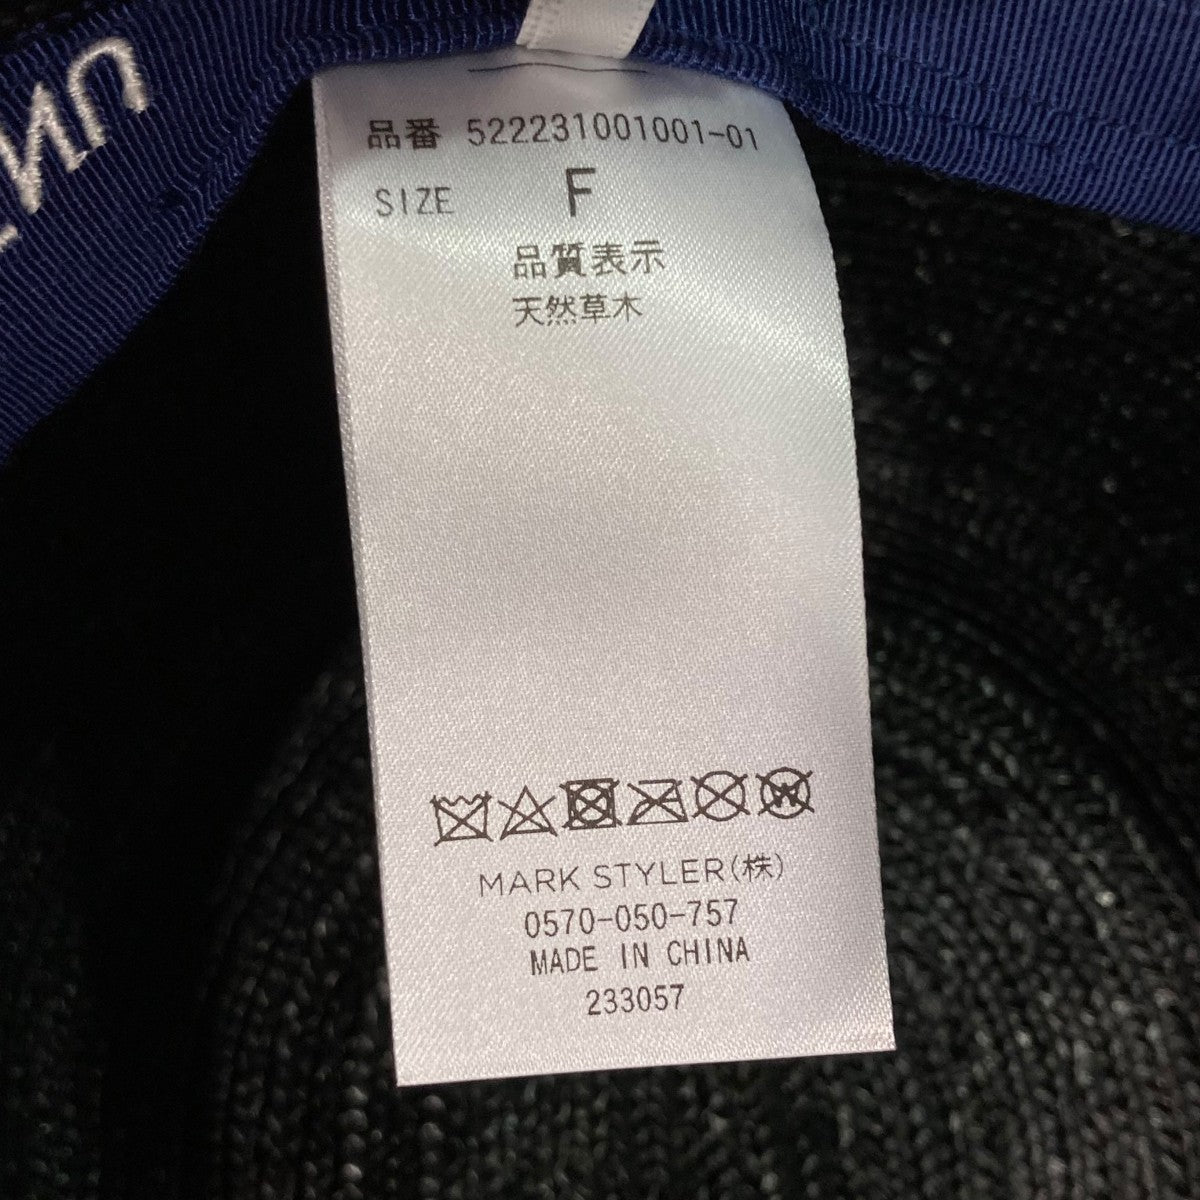 品番 522231001001-01
SIZE F
品質表示
天然草木
MARK STYLER(株)
0570-050-757
MADE IN CHINA
233057